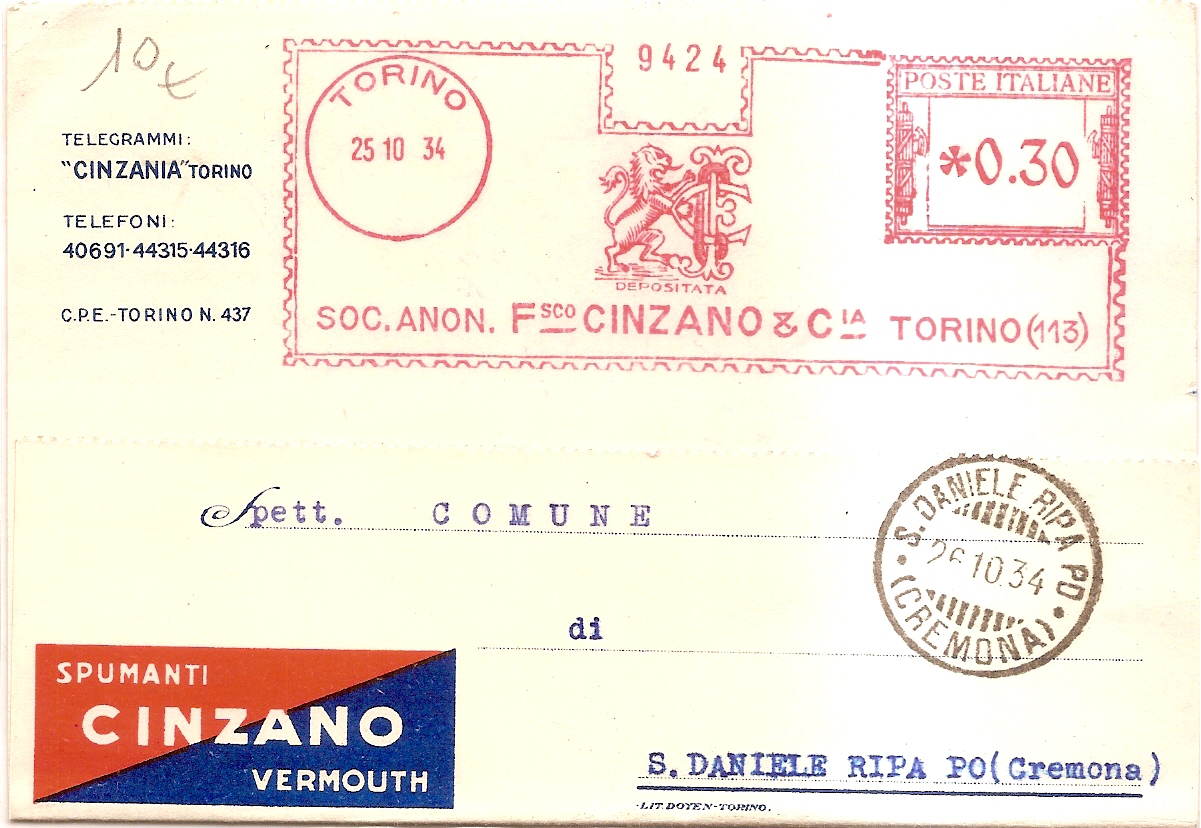 10 €
TELEGRAMMI:
"CINZANIA" TORINO
TELEFONI:
40691-44315-44316
C.P.E.-TORINO N. 437
TORINO
25 10 34
9424
DEPOSITATA
POSTE ITALIANE
*0.30
SOC. ANON. Fsco CINZANO & CIA TORINO (113)
Spett. COMUNE
di
S. DANIELE RIPA PO (Cremona)
S. DANIELE RIPA PO
26.10.34
(CREMONA)
SPUMANTI
CINZANO
VERMOUTH
-LIT. DOYEN-TORINO.